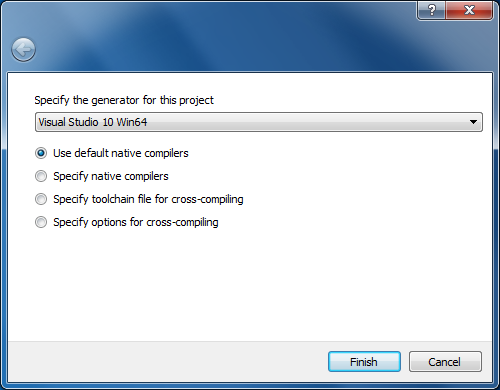 ?
Specify the generator for this project
Visual Studio 10 Win64
Use default native compilers
Specify native compilers
Specify toolchain file for cross-compiling
Specify options for cross-compiling
Finish Cancel